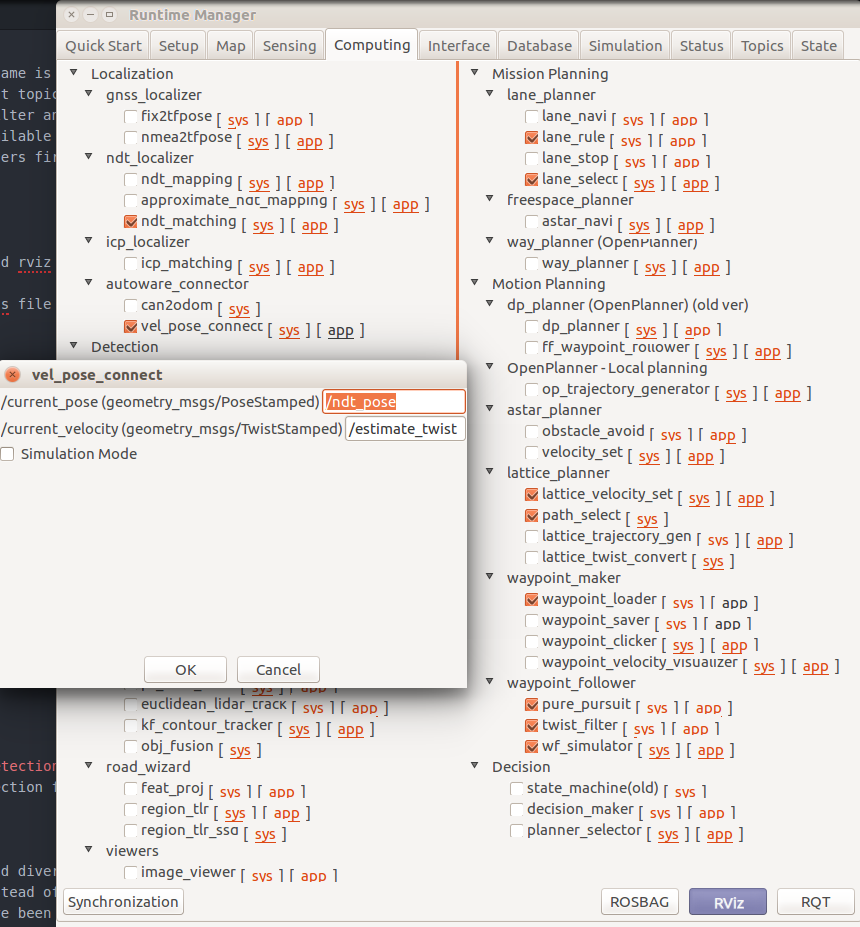 Runtime Manager
Quick Start Setup Map Sensing Computing Interface Database Simulation Status Topics State
ame is
t topic
lter an
ilable
ers fir
d rviz
s file
Localization
gnss_localizer
fix2tfpose [ sys ] [ app ]
nmea2tfpose [ sys ] [ app ]
ndt_localizer
ndt_mapping [ sys ] [ app ]
approximate_ndt_mapping [ sys ] [ app ]
ndt_matching [ sys ] [ app ]
icp_localizer
icp_matching [ sys ] [ app ]
autoware_connector
can2odom [ sys ]
vel_pose_connect [ sys ] [ app ]
Detection
vel_pose_connect
/current_pose (geometry_msgs/PoseStamped) /ndt_pose
/current_velocity (geometry_msgs/TwistStamped) /estimate_twist
Simulation Mode
OK Cancel
euclidean_lidar_track [ sys ] [ app ]
kf_contour_tracker [ sys ] [ app ]
obj_fusion [ sys ]
road_wizard
feat_proj [ sys ] [ app ]
region_tlr [ sys ] [ app ]
region_tlr_ssd [ sys ]
viewers
image_viewer [ sys ] [ app ]
Mission Planning
lane_planner
lane_navi [ sys ] [ app ]
lane_rule [ sys ] [ app ]
lane_stop [ sys ] [ app ]
lane_select [ sys ] [ app ]
freespace_planner
astar_navi [ sys ] [ app ]
way_planner (OpenPlanner)
way_planner [ sys ] [ app ]
Motion Planning
dp_planner (OpenPlanner) (old ver)
dp_planner [ sys ] [ app ]
ff_waypoint_follower [ sys ] [ app ]
OpenPlanner - Local planning
op_trajectory_generator [ sys ] [ app ]
astar_planner
obstacle_avoid [ sys ] [ app ]
velocity_set [ sys ] [ app ]
lattice_planner
lattice_velocity_set [ sys ] [ app ]
path_select [ sys ]
lattice_trajectory_gen [ sys ] [ app ]
lattice_twist_convert [ sys ]
waypoint_maker
waypoint_loader [ sys ] [ app ]
waypoint_saver [ sys ] [ app ]
waypoint_clicker [ sys ] [ app ]
waypoint_velocity_visualizer [ sys ] [ app ]
waypoint_follower
pure_pursuit [ sys ] [ app ]
twist_filter [ sys ] [ app ]
wf_simulator [ sys ] [ app ]
Decision
state_machine(old) [ sys ]
decision_maker [ sys ] [ app ]
planner_selector [ sys ] [ app ]
etection
ction f
d diver
tead of
e been
Synchronization ROSBAG RViz RQT